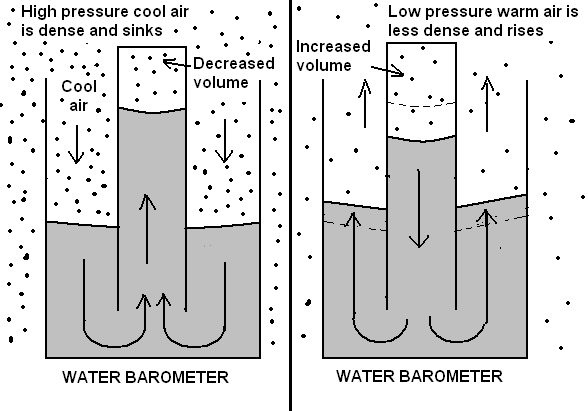 High pressure cool air
is dense and sinks
Decreased
volume
Cool
air
WATER BAROMETER
Low pressure warm air is
less dense and rises
Increased
volume
WATER BAROMETER